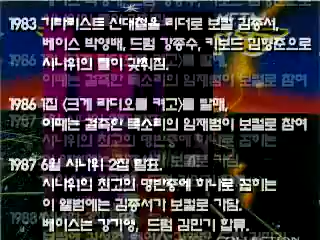 1983 기타리스트 신대철을 리더로 보컬 김종서,
베이스 박영배, 드럼 강종수, 키보드 김형준으로
시나위의 틀이 갖춰짐.
1986 1집 <크게 라디오를 켜고>를 발매,
이때는 걸죽한 목소리의 임재범이 보컬로 참여
1987 6월 시나위 2집 발표.
시나위의 최고의 명반중에 하나로 꼽히는
이 앨범에는 김종서가 보컬로 가담.
베이스는 강기영, 드럼 김민기 합류.